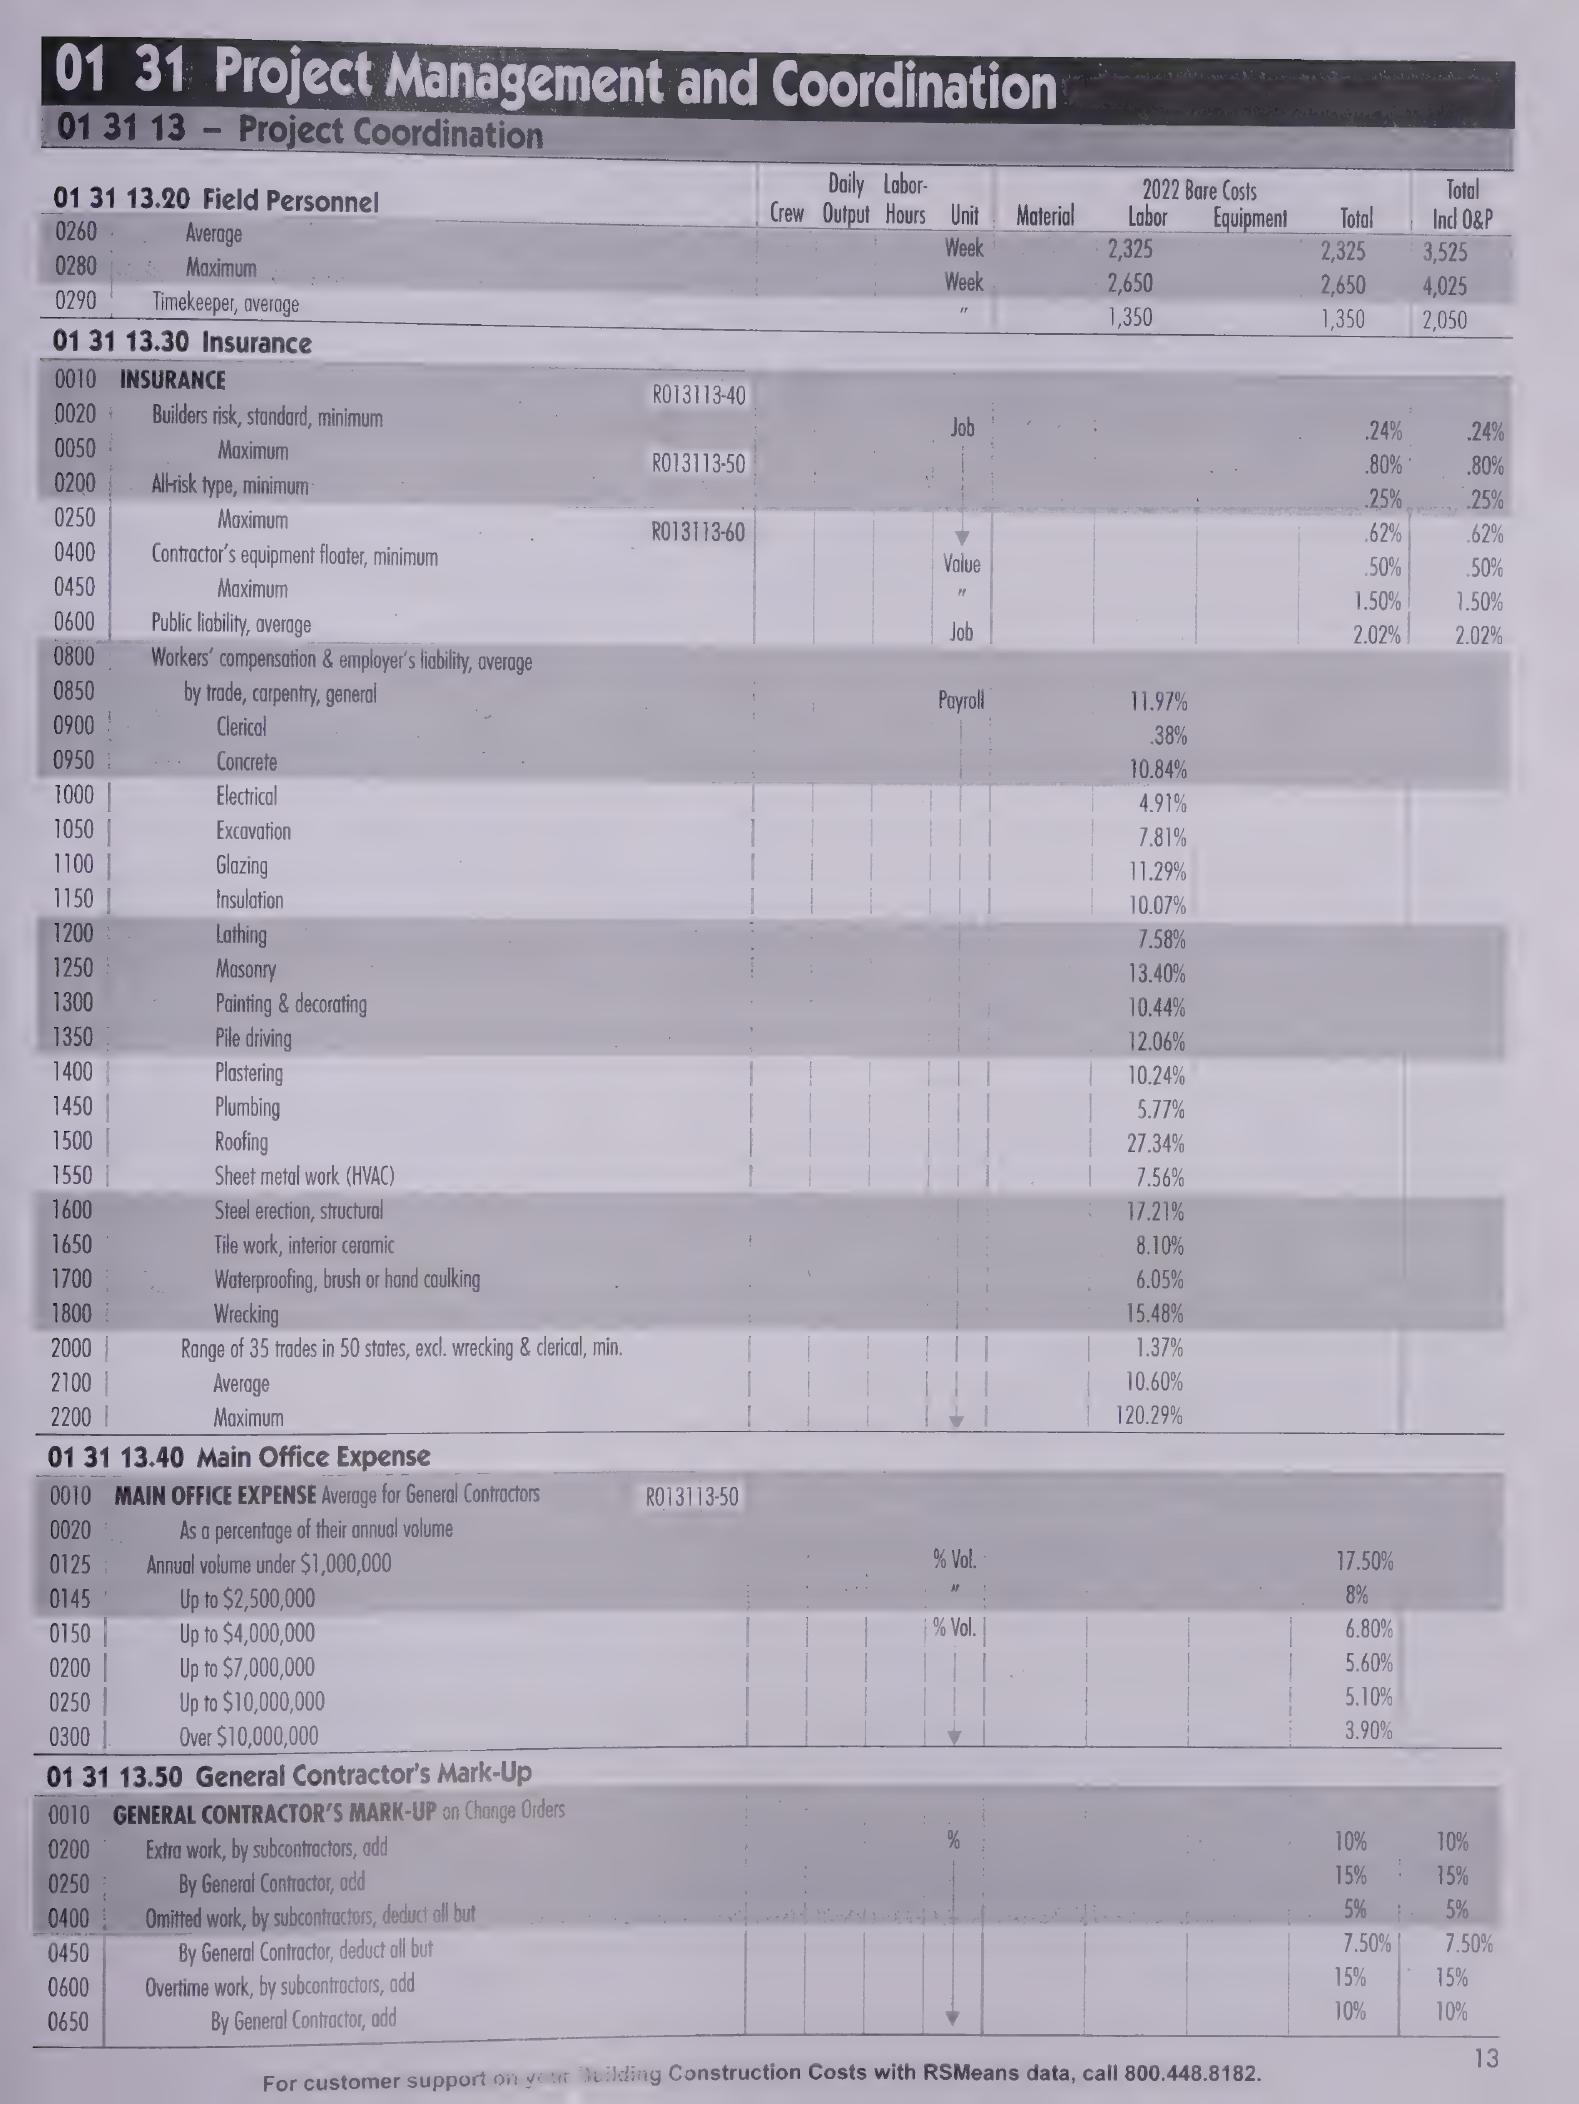 01 31 Project Management and Coordination
01 31 13 – Project Coordination
01 31 13.20 Field Personnel Crew Daily Output Labor-Hours Unit Material 2022 Bare Costs Labor Equipment Total Total Incl O&P
0260 Average Week 2,325 2,325 3,525
0280 Maximum Week 2,650 2,650 4,025
0290 Timekeeper, average " 1,350 1,350 2,050
01 31 13.30 Insurance
0010 INSURANCE R013113-40
0020 Builders risk, standard, minimum Job .24% .24%
0050 Maximum R013113-50 .80% .80%
0200 All-risk type, minimum .25% .25%
0250 Maximum R013113-60 .62% .62%
0400 Contractor's equipment floater, minimum Value .50% .50%
0450 Maximum " 1.50% 1.50%
0600 Public liability, average Job 2.02% 2.02%
0800 Workers' compensation & employer's liability, average
0850 by trade, carpentry, general Payroll 11.97%
0900 Clerical .38%
0950 Concrete 10.84%
1000 Electrical 4.91%
1050 Excavation 7.81%
1100 Glazing 11.29%
1150 Insulation 10.07%
1200 Lathing 7.58%
1250 Masonry 13.40%
1300 Painting & decorating 10.44%
1350 Pile driving 12.06%
1400 Plastering 10.24%
1450 Plumbing 5.77%
1500 Roofing 27.34%
1550 Sheet metal work (HVAC) 7.56%
1600 Steel erection, structural 17.21%
1650 Tile work, interior ceramic 8.10%
1700 Waterproofing, brush or hand caulking 6.05%
1800 Wrecking 15.48%
2000 Range of 35 trades in 50 states, excl. wrecking & clerical, min. 1.37%
2100 Average 10.60%
2200 Maximum 120.29%
01 31 13.40 Main Office Expense
0010 MAIN OFFICE EXPENSE Average for General Contractors R013113-50
0020 As a percentage of their annual volume
0125 Annual volume under $1,000,000 % Vol. 17.50%
0145 Up to $2,500,000 " 8%
0150 Up to $4,000,000 % Vol. 6.80%
0200 Up to $7,000,000 5.60%
0250 Up to $10,000,000 5.10%
0300 Over $10,000,000 3.90%
01 31 13.50 General Contractor's Mark-Up
0010 GENERAL CONTRACTOR'S MARK-UP on Change Orders
0200 Extra work, by subcontractors, add % 10% 10%
0250 By General Contractor, add 15% 15%
0400 Omitted work, by subcontractors, deduct all but 5% 5%
0450 By General Contractor, deduct all but 7.50% 7.50%
0600 Overtime work, by subcontractors, add 15% 15%
0650 By General Contractor, add 10% 10%
For customer support on your Building Construction Costs with RSMeans data, call 800.448.8182.
13